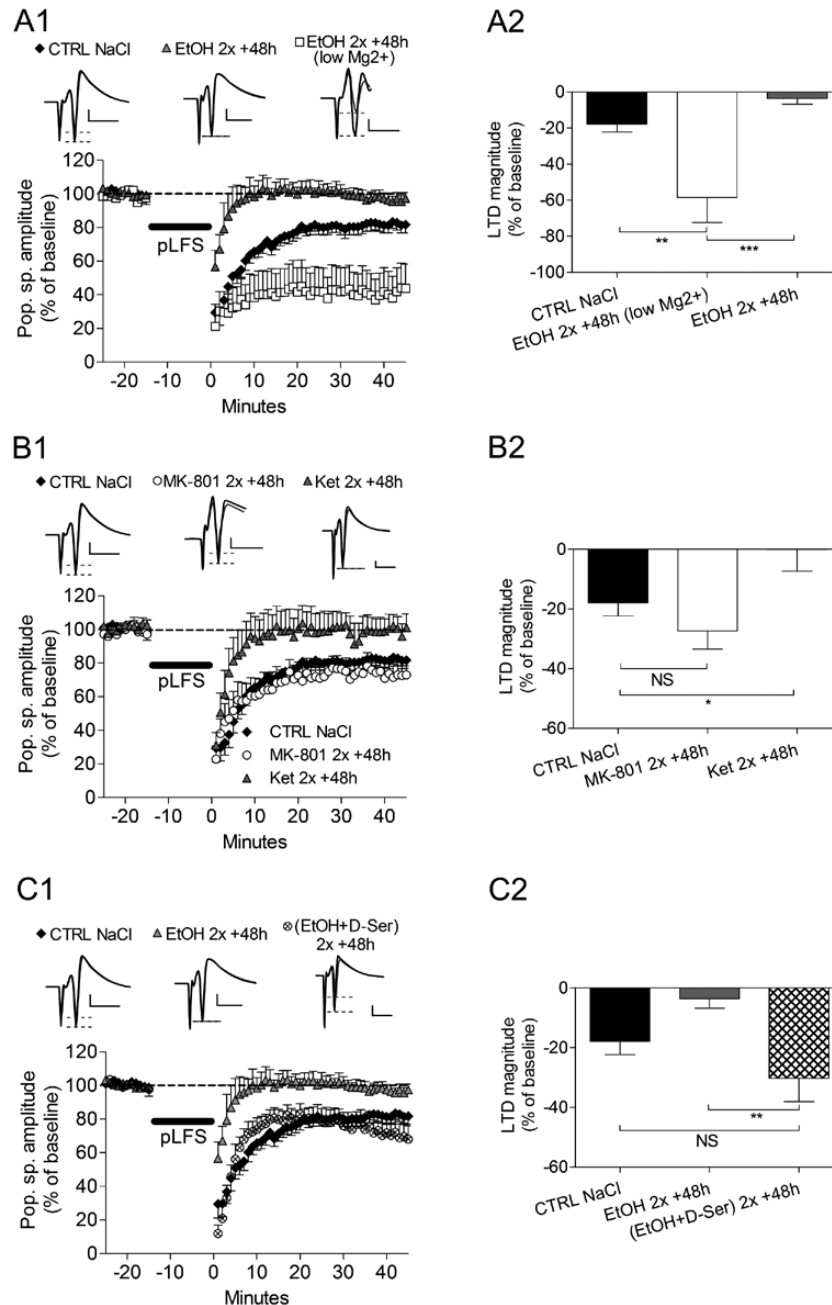 A1
◆ CTRL NaCl
▲ EtOH 2x +48h
□ EtOH 2x +48h
(low Mg2+)
Pop. sp. amplitude
(% of baseline)
120
100
80
60
40
20
0
pLFS
-20 -10 0 10 20 30 40
Minutes
A2
LTD magnitude
(% of baseline)
0
-20
-40
-60
-80
-100
**
***
CTRL NaCl
EtOH 2x +48h (low Mg2+)
EtOH 2x +48h
B1
◆ CTRL NaCl ○ MK-801 2x +48h ▲ Ket 2x +48h
Pop. sp. amplitude
(% of baseline)
120
100
80
60
40
20
0
pLFS
◆ CTRL NaCl
○ MK-801 2x +48h
▲ Ket 2x +48h
-20 -10 0 10 20 30 40
Minutes
B2
LTD magnitude
(% of baseline)
0
-20
-40
-60
NS
*
CTRL NaCl
MK-801 2x +48h
Ket 2x +48h
C1
◆ CTRL NaCl
▲ EtOH 2x +48h
⊗ (EtOH+D-Ser)
2x +48h
Pop. sp. amplitude
(% of baseline)
120
100
80
60
40
20
0
pLFS
-20 -10 0 10 20 30 40
Minutes
C2
LTD magnitude
(% of baseline)
0
-20
-40
-60
**
NS
CTRL NaCl
EtOH 2x +48h
(EtOH+D-Ser) 2x +48h